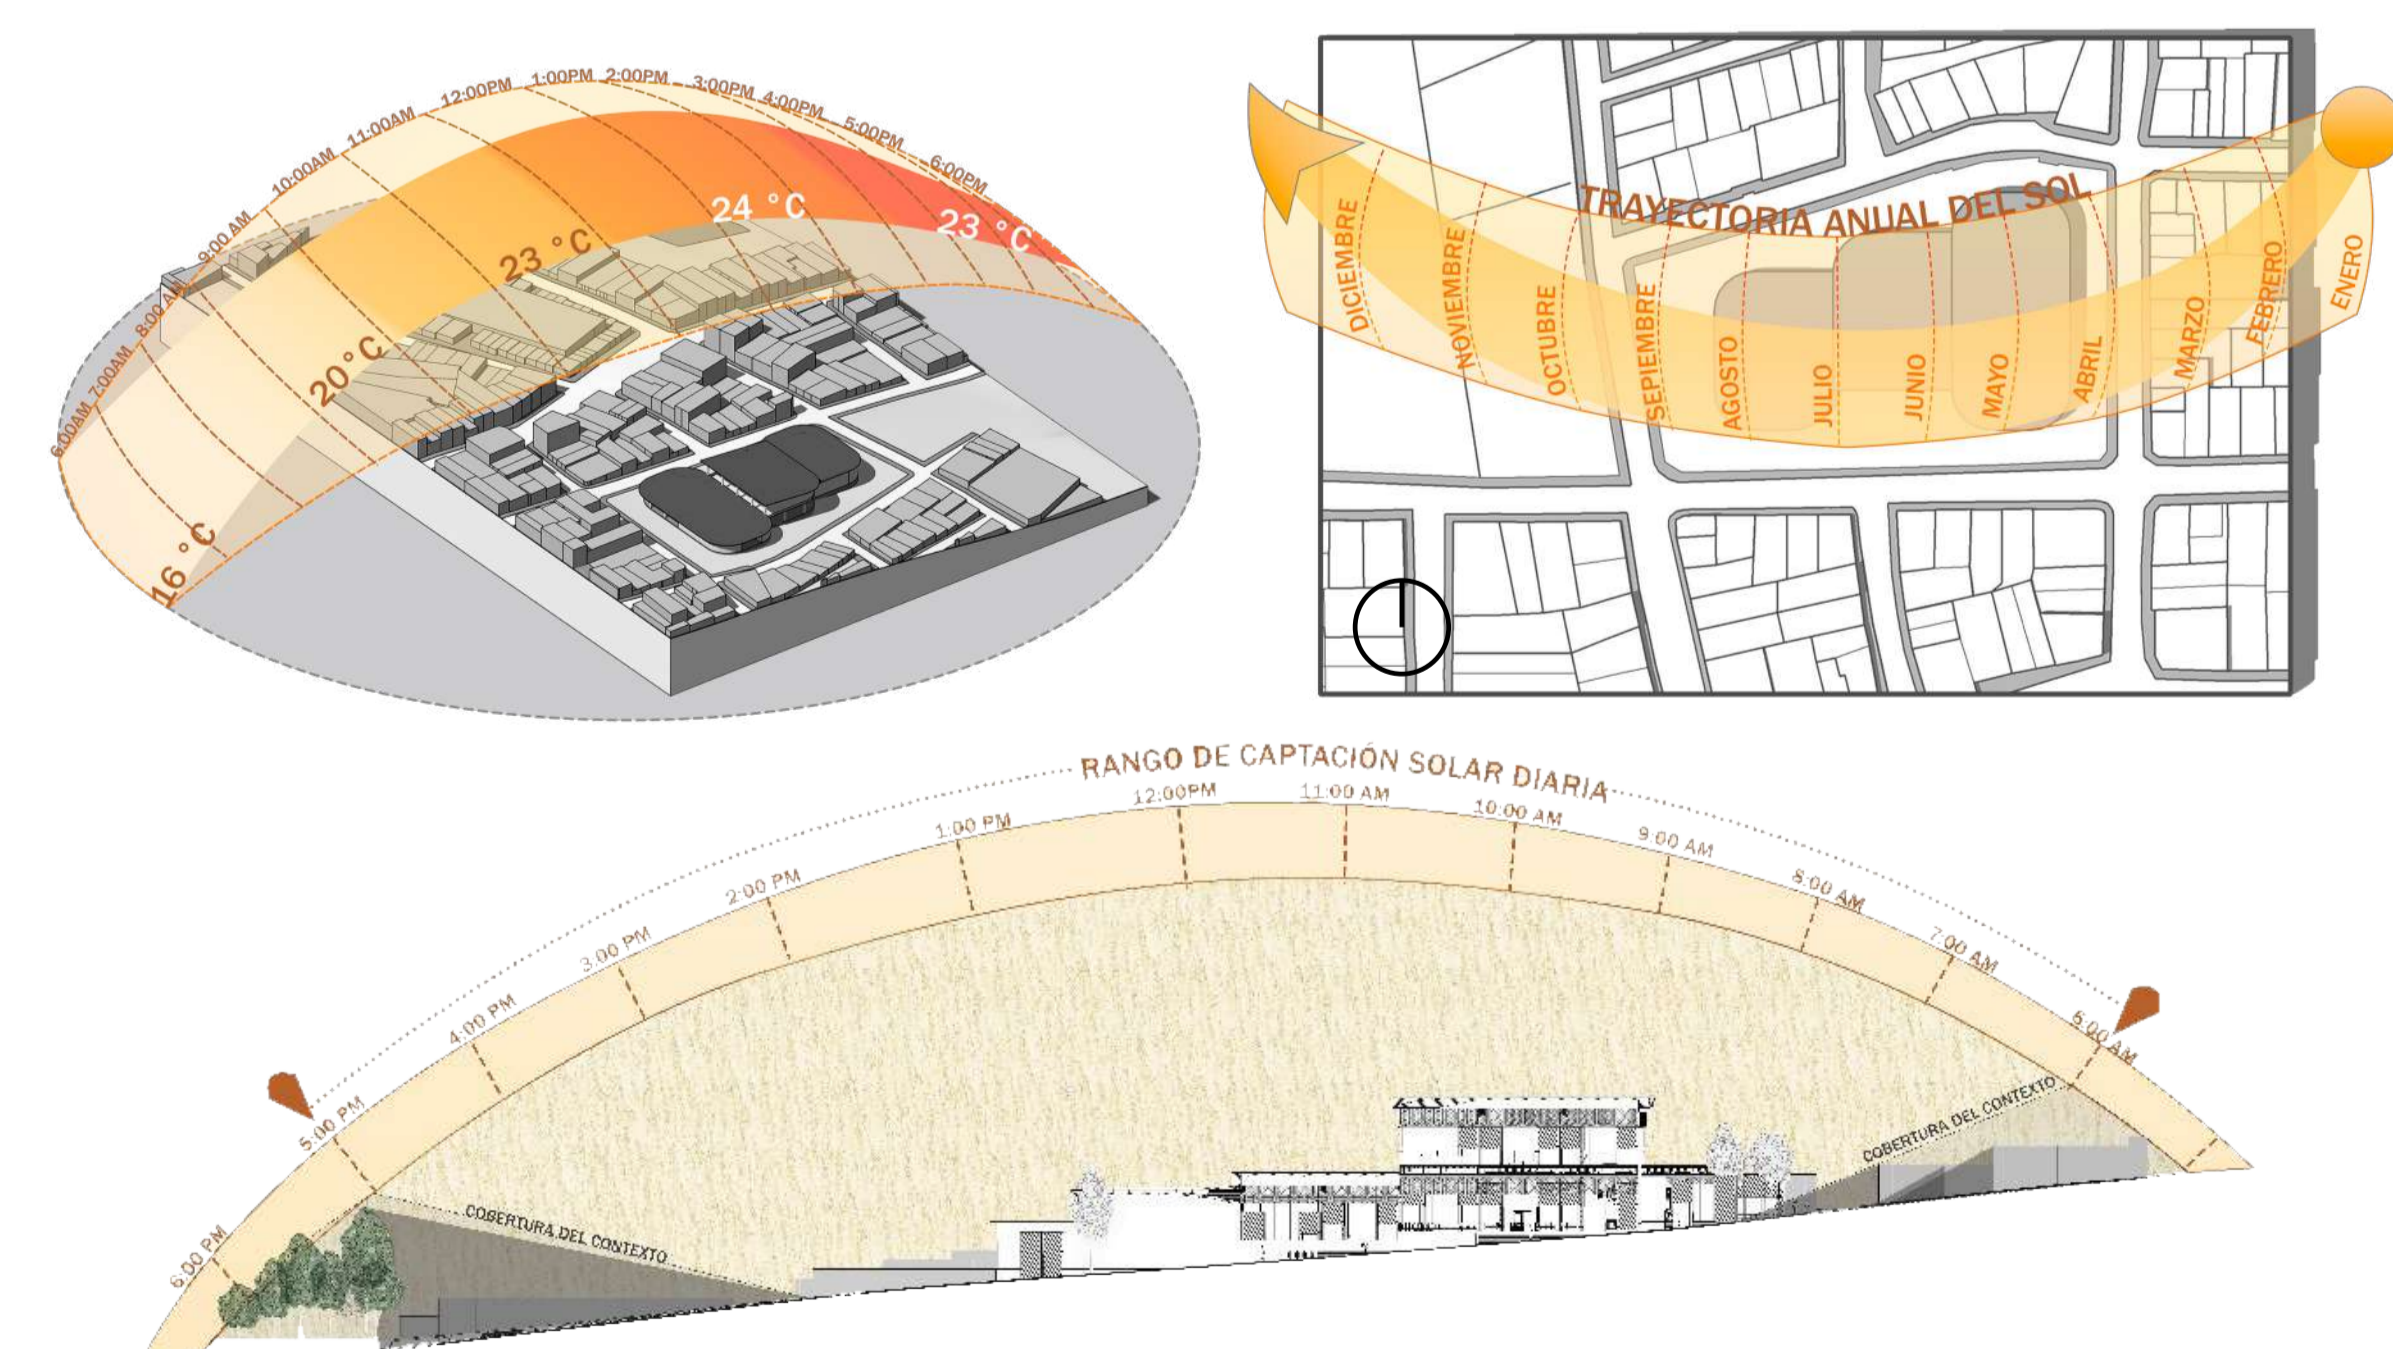 6:00AM
7:00AM
8:00 AM
9:00 AM
10:00AM
11:00AM
12:00PM
1:00PM
2:00PM
3:00PM
4:00PM
5:00PM
6:00PM
16 °C
20°C
23 °C
24 °C
23 °C
TRAYECTORIA ANUAL DEL SOL
DICIEMBRE
NOVIEMBRE
OCTUBRE
SEPIEMBRE
AGOSTO
JULIO
JUNIO
MAYO
ABRIL
MARZO
FEBRERO
ENERO
RANGO DE CAPTACIÓN SOLAR DIARIA
6:00 PM
5:00 PM
4:00 PM
3:00 PM
2:00 PM
1:00 PM
12:00PM
11:00 AM
10:00 AM
9:00 AM
8:00 AM
7:00 AM
6:00 AM
COBERTURA DEL CONTEXTO
COBERTURA DEL CONTEXTO